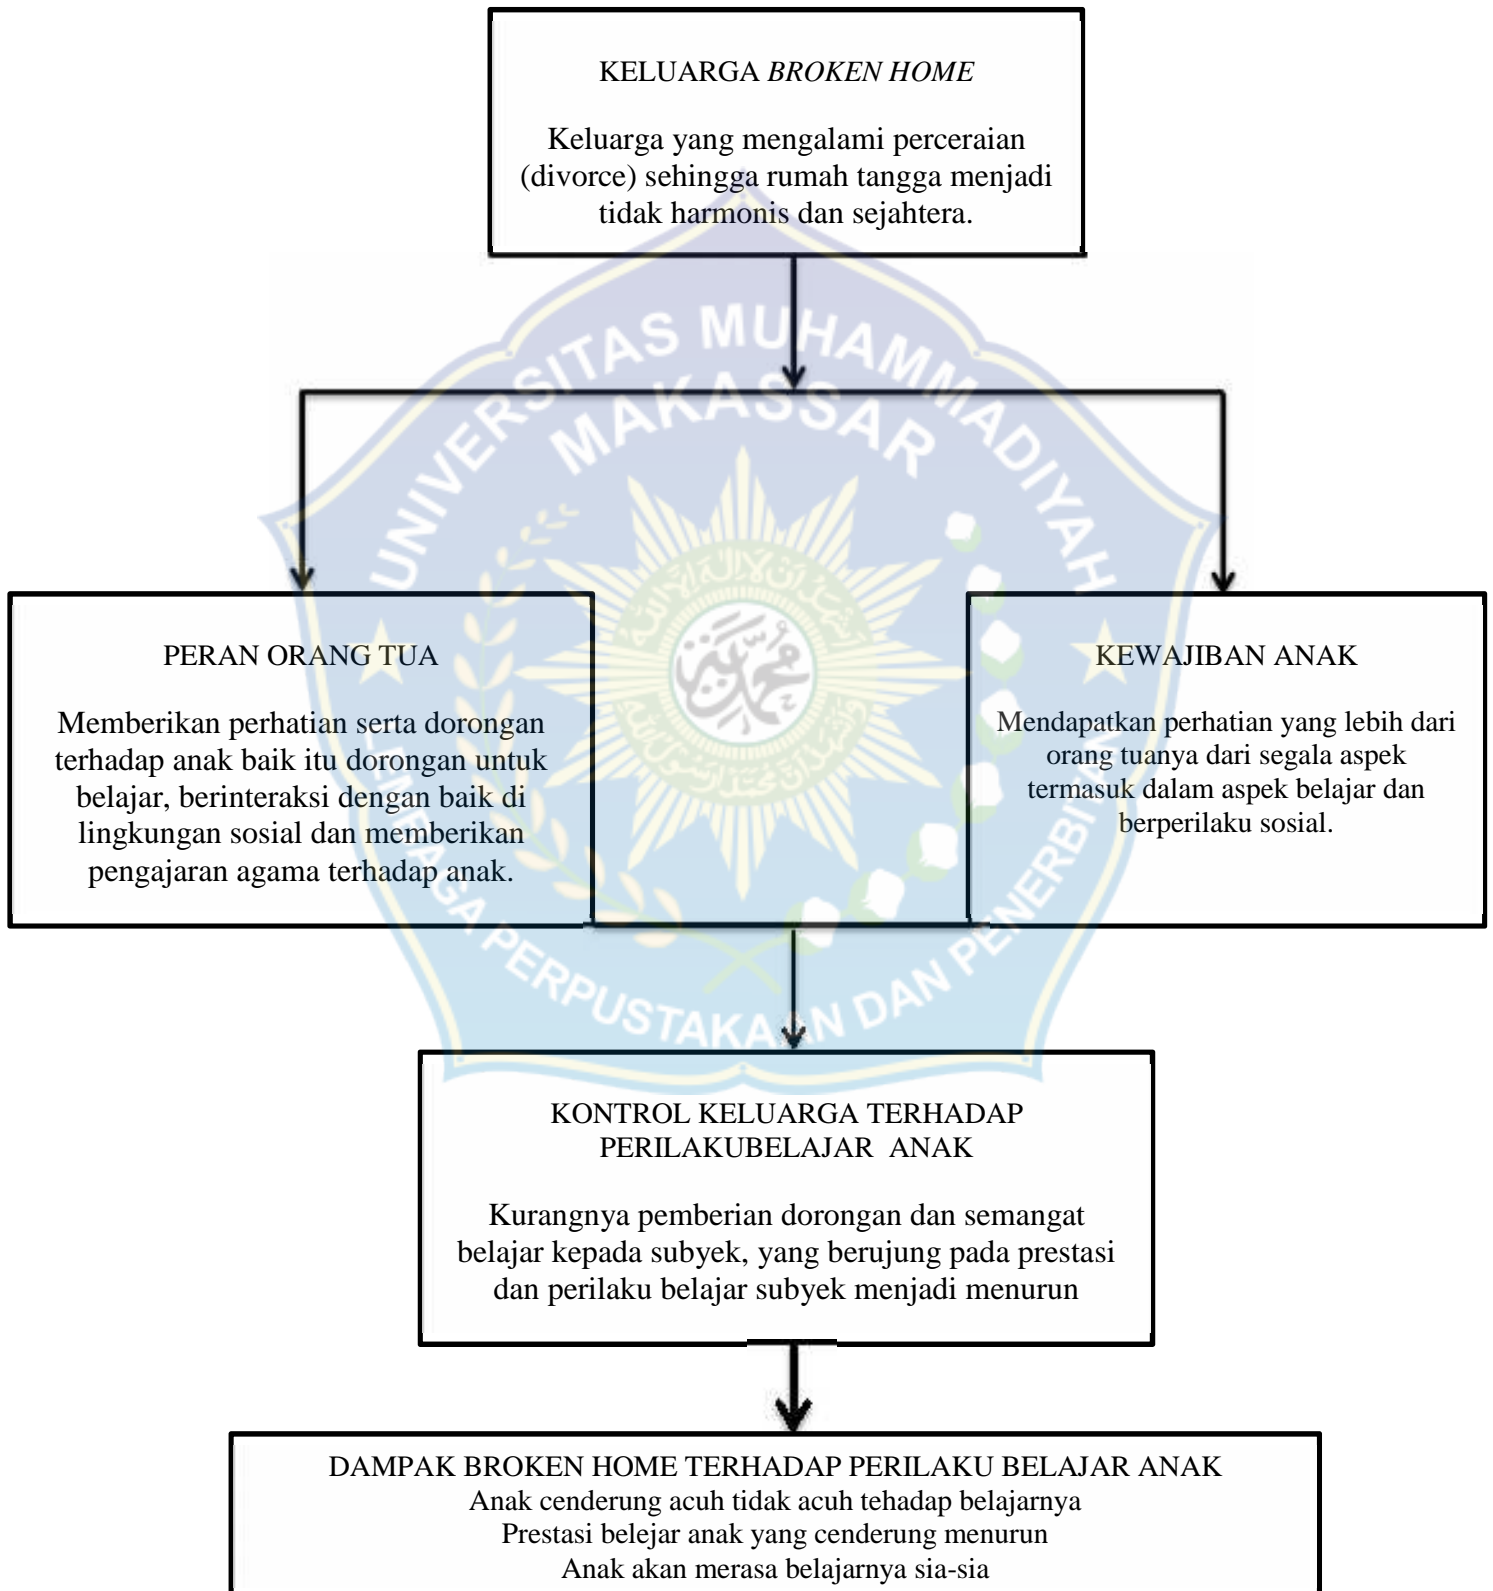 KELUARGA BROKEN HOME
Keluarga yang mengalami perceraian
(divorce) sehingga rumah tangga menjadi
tidak harmonis dan sejahtera.
UNIVERSITAS MUHAMMADIYAH
MAKASSAR
PERAN ORANG TUA
Memberikan perhatian serta dorongan
terhadap anak baik itu dorongan untuk
belajar, berinteraksi dengan baik di
lingkungan sosial dan memberikan
pengajaran agama terhadap anak.
KEWAJIBAN ANAK
Mendapatkan perhatian yang lebih dari
orang tuanya dari segala aspek
termasuk dalam aspek belajar dan
berperilaku sosial.
LEMBAGA PERPUSTAKAAN DAN PENERBITAN
KONTROL KELUARGA TERHADAP
PERILAKUBELAJAR ANAK
Kurangnya pemberian dorongan dan semangat
belajar kepada subyek, yang berujung pada prestasi
dan perilaku belajar subyek menjadi menurun
DAMPAK BROKEN HOME TERHADAP PERILAKU BELAJAR ANAK
Anak cenderung acuh tidak acuh tehadap belajarnya
Prestasi belejar anak yang cenderung menurun
Anak akan merasa belajarnya sia-sia